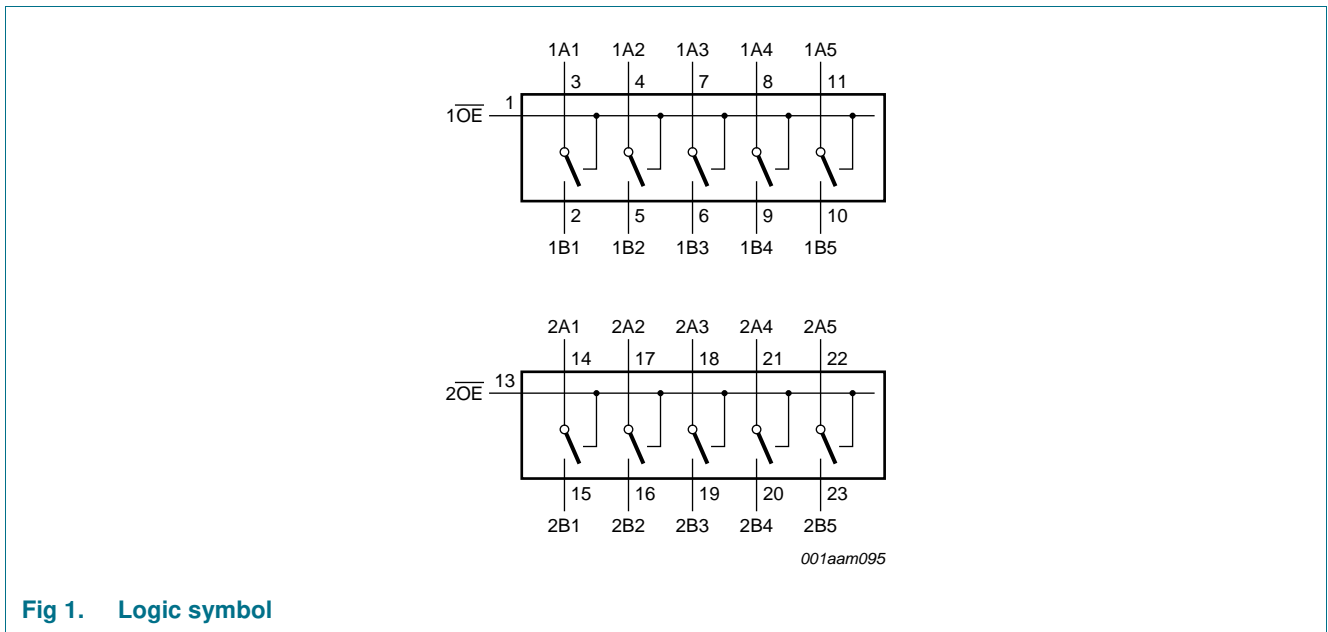 1A1 1A2 1A3 1A4 1A5
3 4 7 8 11
1
1O̅E̅
2 5 6 9 10
1B1 1B2 1B3 1B4 1B5
2A1 2A2 2A3 2A4 2A5
14 17 18 21 22
13
2O̅E̅
15 16 19 20 23
2B1 2B2 2B3 2B4 2B5
001aam095
Fig 1. Logic symbol